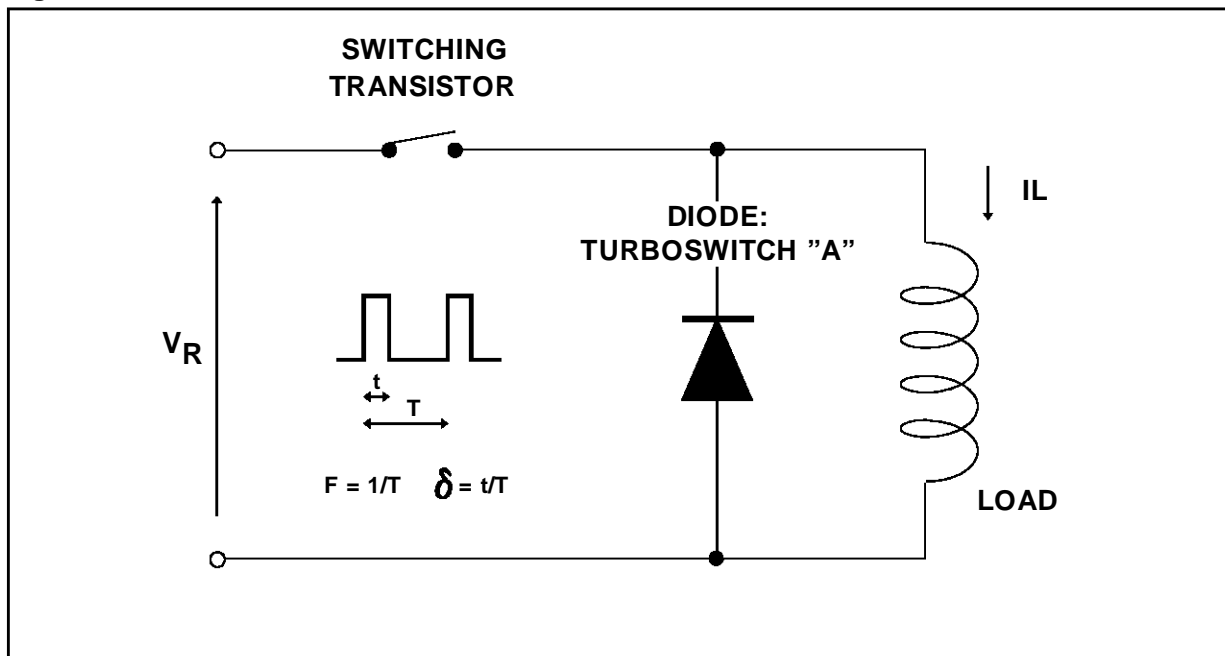 SWITCHING
TRANSISTOR
IL
DIODE:
TURBOSWITCH ”A”
VR
t
T
F = 1/T δ = t/T
LOAD